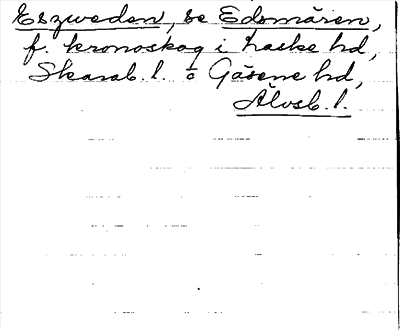 Eszweden, se Edsmären,
f. kronoskog i Laske hd,
Skarab. l. o Gäsene hd,
Älvsb. l.